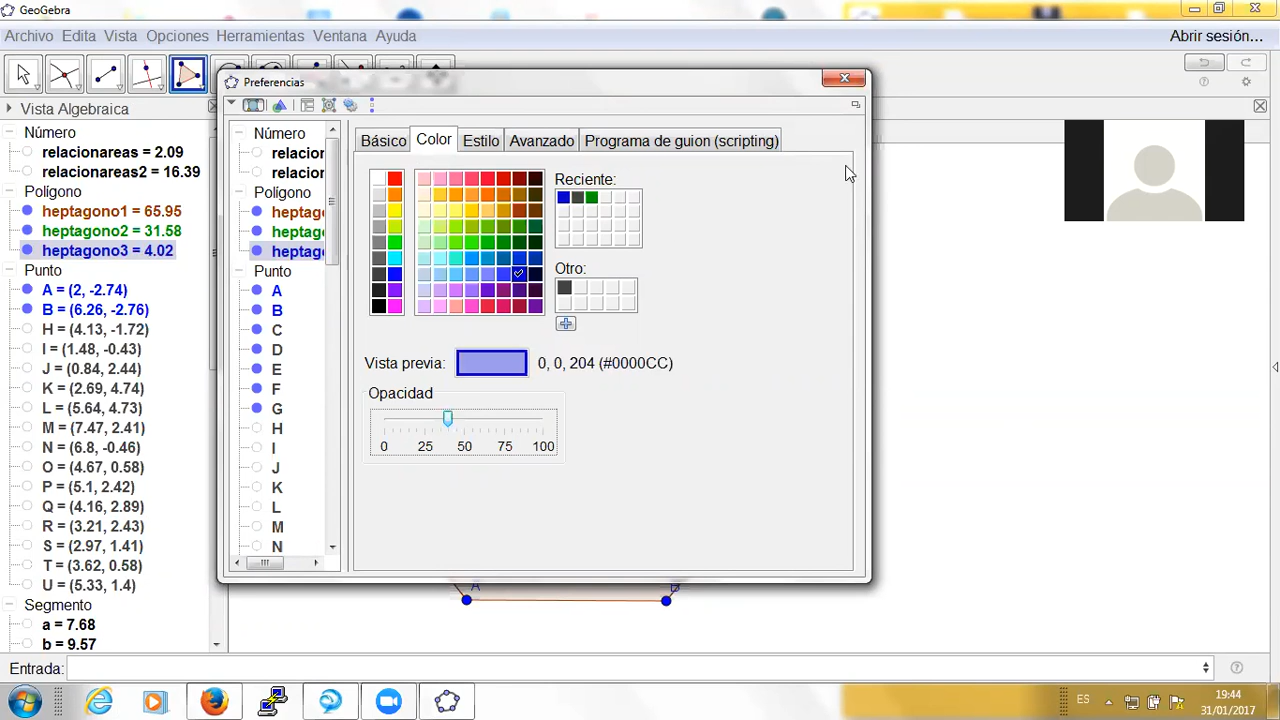 GeoGebra
Archivo Edita Vista Opciones Herramientas Ventana Ayuda
Abrir sesión...
Preferencias
Vista Algebraica
Número
relacionareas = 2.09
relacionareas2 = 16.39
Polígono
heptagono1 = 65.95
heptagono2 = 31.58
heptagono3 = 4.02
Punto
A = (2, -2.74)
B = (6.26, -2.76)
H = (4.13, -1.72)
I = (1.48, -0.43)
J = (0.84, 2.44)
K = (2.69, 4.74)
L = (5.64, 4.73)
M = (7.47, 2.41)
N = (6.8, -0.46)
O = (4.67, 0.58)
P = (5.1, 2.42)
Q = (4.16, 2.89)
R = (3.21, 2.43)
S = (2.97, 1.41)
T = (3.62, 0.58)
U = (5.33, 1.4)
Segmento
a = 7.68
b = 9.57
Número
relacion
relacion
Polígono
heptago
heptago
heptago
Punto
A
B
C
D
E
F
G
H
I
J
K
L
M
N
Básico Color Estilo Avanzado Programa de guion (scripting)
Reciente:
Otro:
Vista previa: 0, 0, 204 (#0000CC)
Opacidad
0 25 50 75 100
A
Entrada:
ES
19:44
31/01/2017